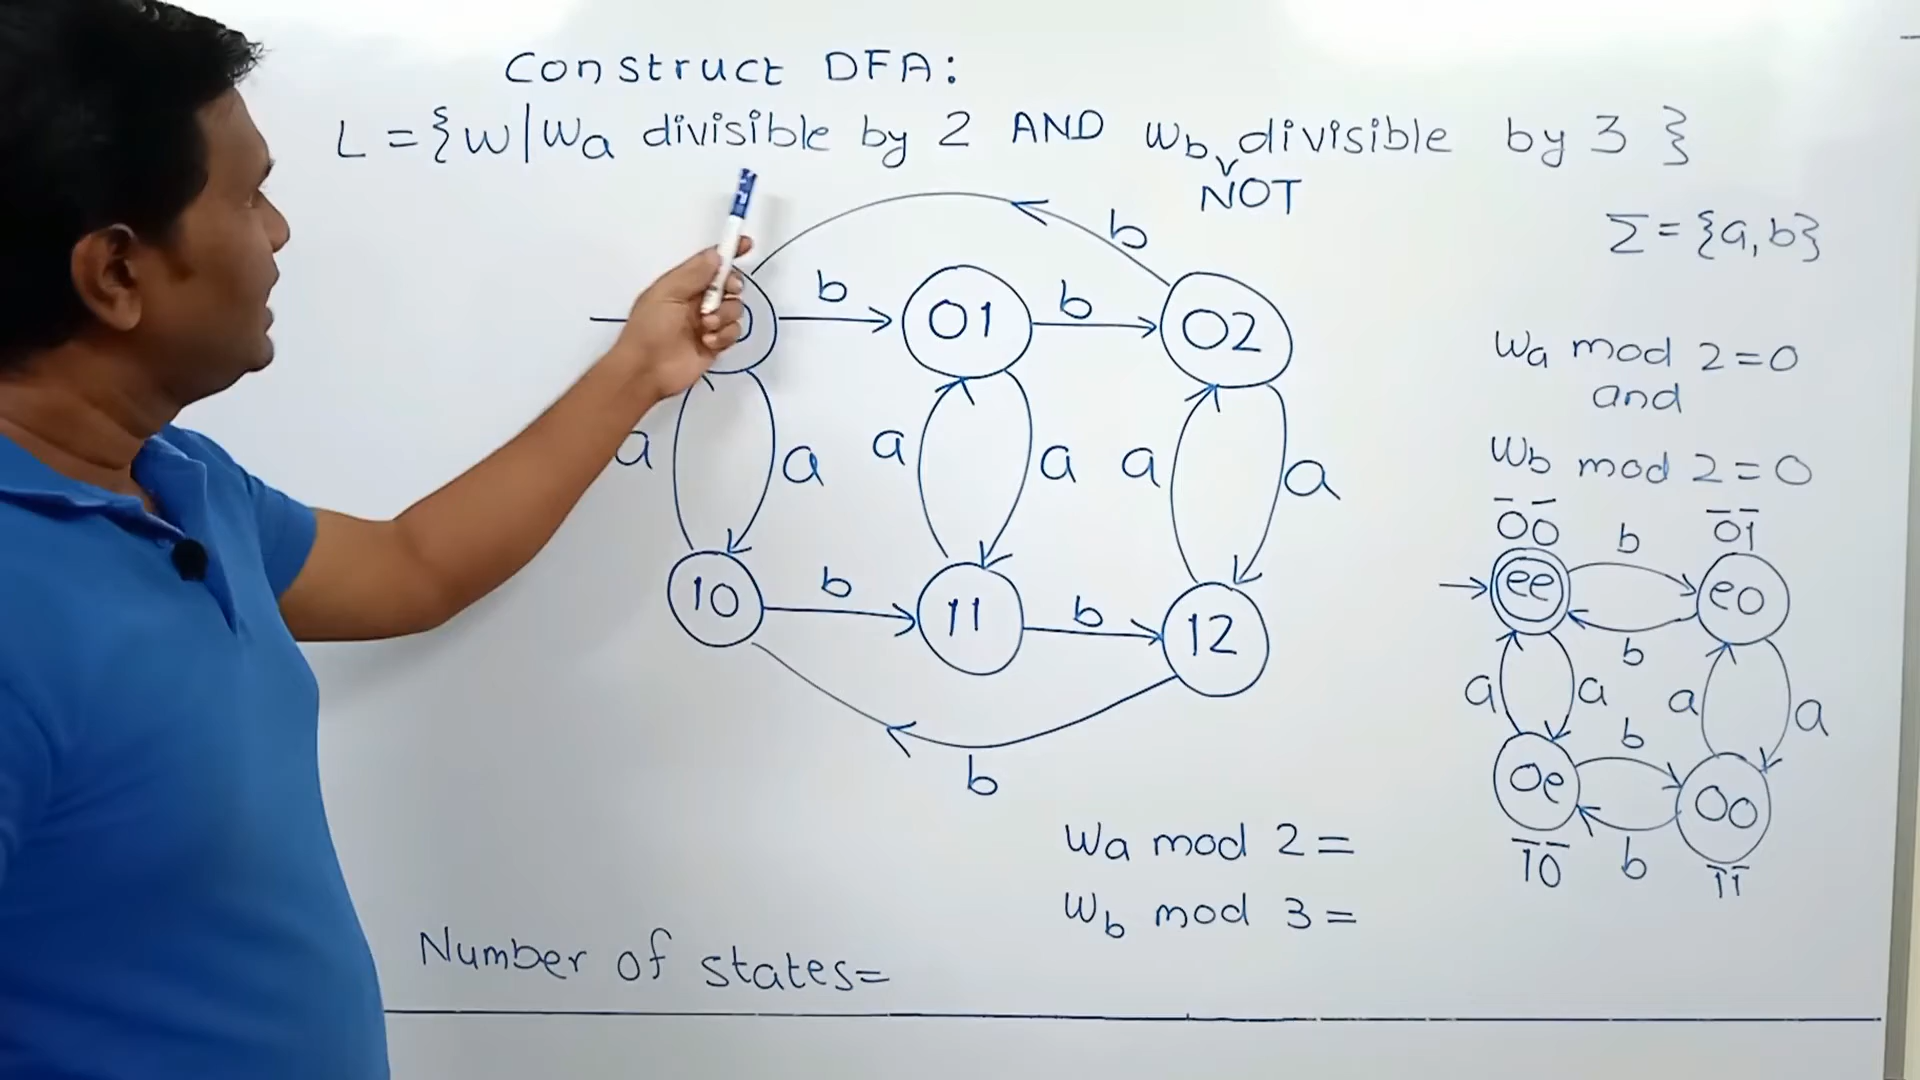 Construct DFA:
L = {w | wa divisible by 2 AND wb divisible by 3 }
NOT
Σ = {a, b}
b
b
b
01
02
a
a
a
a
a
a
10
b
11
b
12
b
wa mod 2 = 0
and
wb mod 2 = 0
00
01
b
ee
eo
b
a
a
a
a
b
oe
oo
10
b
11
wa mod 2 =
wb mod 3 =
Number of states=